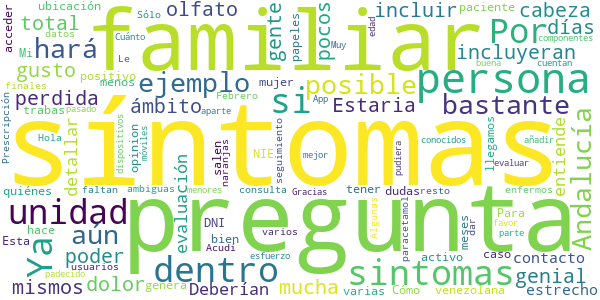 acceder
ubicación
Sólo
olfato
gente
papeles
pocos
edad
incluir
paciente
cabeza
total
datos
Cuánto
Muy
familiar
Por
días
componentes
Mi
hará
Le
incluyeran
buena
cuentan
gusto
positivo
ejemplo
si
posible
persona
finales
menos
mujer
perdida
ámbito
Febrero
App
Estaria
bastante
Prescripción
trabas
pasado
aparte
síntomas
Hola
dispositivos
moviles
opinion
salen
naranjas
NIE
seguimiento
pudiera
mejor
detallar
conocidos
llegamos
añadir
evaluar
entiende
Andalucía
quiénes
faltan
ambiguas
menores
consulta
tener
dudas
resto
enfermos
pregunta
unidad
hace
evaluación
DNI
Gracias
Algunas
paracetamol
Para
favor
Ya
aún
Esta
poder
Acudi
bien
varios
meses
dar
parte
usuarios
dentro
esfuerzo
sintomas
activo
caso
contacto
genial
mismos
dolor
padecido
genera
Deberían
mucha
varias
Cómo
venezolana
estrecho